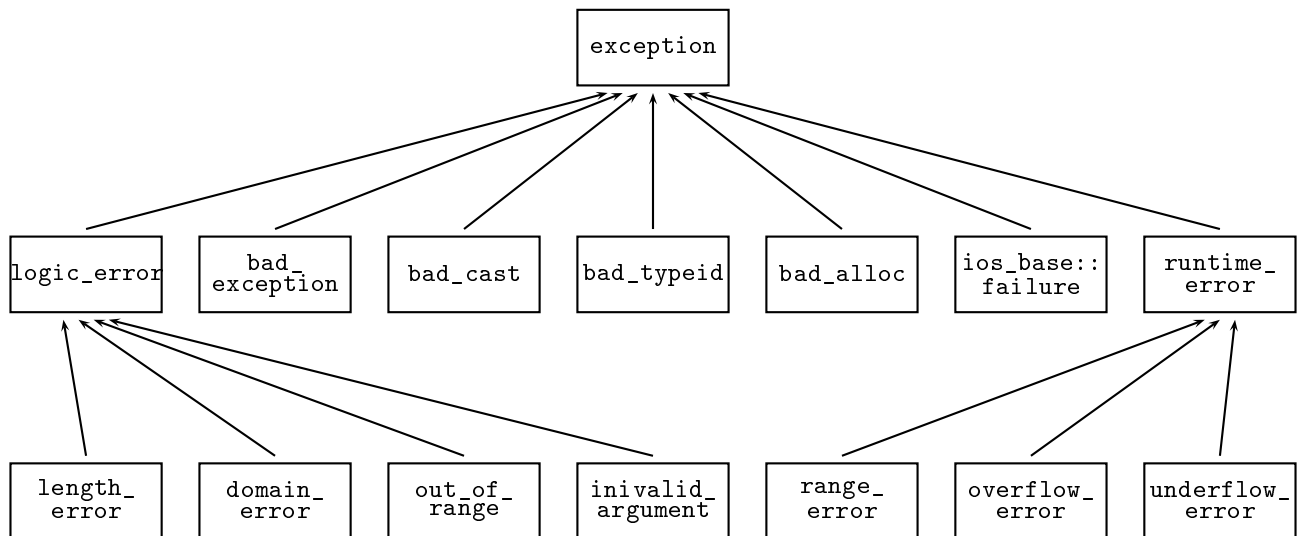 exception
logic_error
bad_
exception
bad_cast
bad_typeid
bad_alloc
ios_base::
failure
runtime_
error
length_
error
domain_
error
out_of_
range
inivalid_
argument
range_
error
overflow_
error
underflow_
error